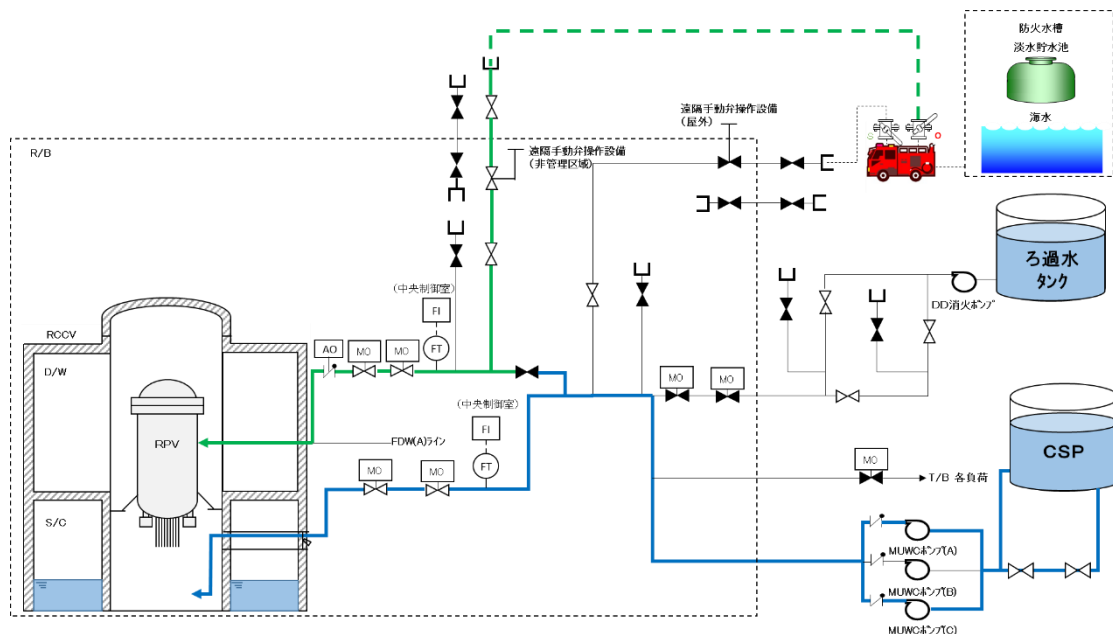 防火水槽
淡水貯水池
海水
遠隔手動弁操作設備
(屋外)
S
O
R/B
遠隔手動弁操作設備
(非管理区域)
ろ過水
タンク
DD消火ポンプ
(中央制御室)
FI
FT
RCCV
AO
MO
MO
D/W
MO
MO
(中央制御室)
FI
FT
RPV
FDW(A)ライン
CSP
MO
MO
MO
T/B 各負荷
S/C
MUWCポンプ(A)
MUWCポンプ(B)
MUWCポンプ(C)